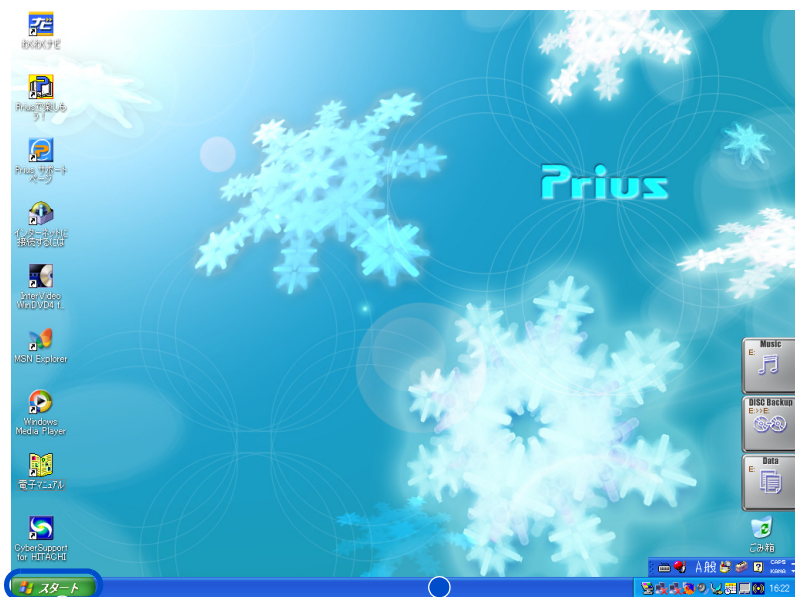 わくわくナビ
Priusで楽しも
う!
Prius サポート
ページ
インターネットに
接続するには
InterVideo
WinDVD4 f...
MSN Explorer
Windows
Media Player
電子マニュアル
CyberSupport
for HITACHI
Prius
Music
E:
DISC Backup
E:>>E:
Data
E:
ごみ箱
A般
CAPS
KANA
スタート
16:22